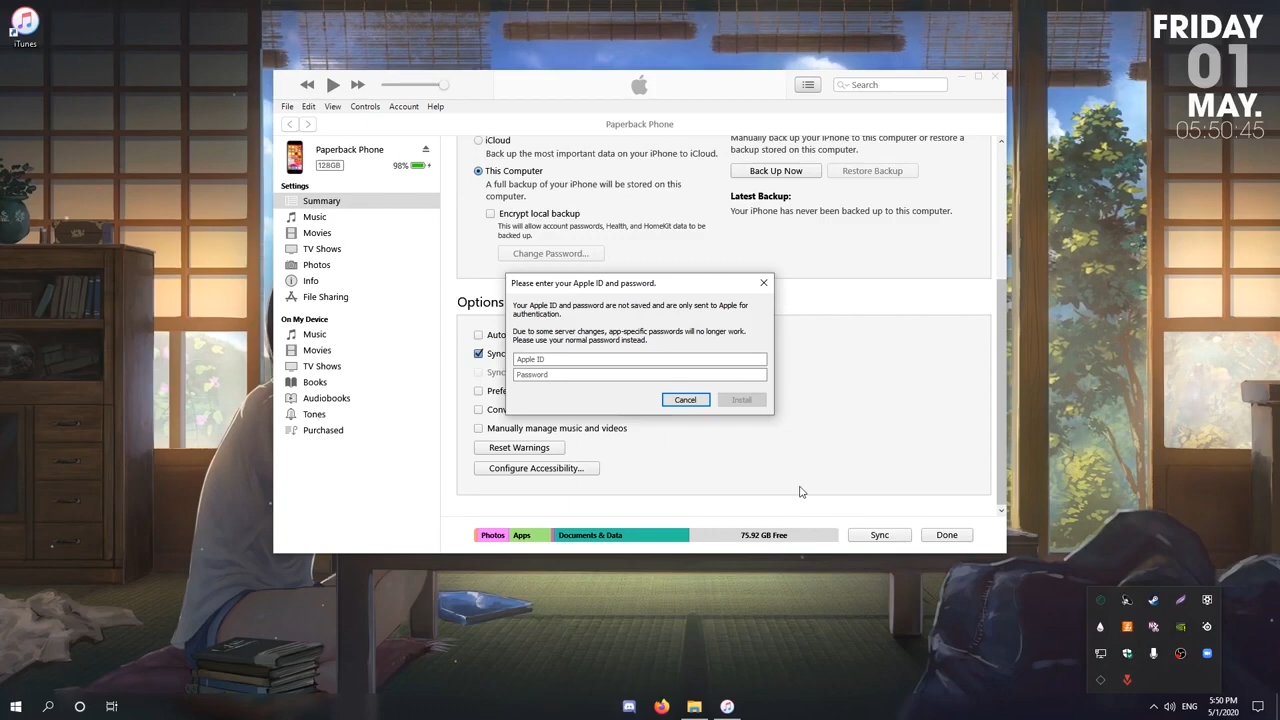 iTunes
FRIDAY
01
MAY.
05:50:45
Search
File Edit View Controls Account Help
Paperback Phone
Paperback Phone
128GB
98%
Settings
Summary
Music
Movies
TV Shows
Photos
Info
File Sharing
On My Device
Music
Movies
TV Shows
Books
Audiobooks
Tones
Purchased
iCloud
Back up the most important data on your iPhone to iCloud.
This Computer
A full backup of your iPhone will be stored on this
computer.
Encrypt local backup
This will allow account passwords, Health, and HomeKit data to be
backed up.
Change Password...
Manually back up your iPhone to this computer or restore a
backup stored on this computer.
Back Up Now Restore Backup
Latest Backup:
Your iPhone has never been backed up to this computer.
Options
Auto
Sync
Sync
Prefe
Conv
Manually manage music and videos
Reset Warnings
Configure Accessibility...
Please enter your Apple ID and password.
Your Apple ID and password are not saved and are only sent to Apple for
authentication.
Due to some server changes, app-specific passwords will no longer work.
Please use your normal password instead.
Apple ID
Password
Cancel Install
Photos Apps Documents & Data 75.92 GB Free
Sync Done
ENG
5:50 PM
5/1/2020